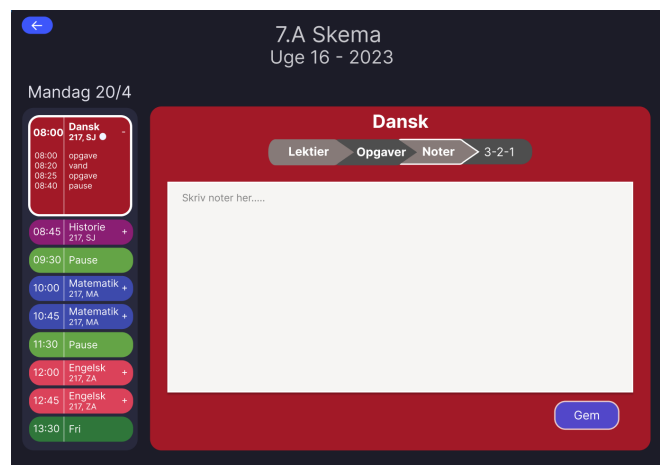 7.A Skema
Uge 16 - 2023
Mandag 20/4
08:00 Dansk -
217, SJ
08:00 opgave
08:20 vand
08:25 opgave
08:40 pause
08:45 Historie +
217, SJ
09:30 Pause
10:00 Matematik +
217, MA
10:45 Matematik +
217, MA
11:30 Pause
12:00 Engelsk +
217, ZA
12:45 Engelsk +
217, ZA
13:30 Fri
Dansk
Lektier Opgaver Noter 3-2-1
Skriv noter her.....
Gem